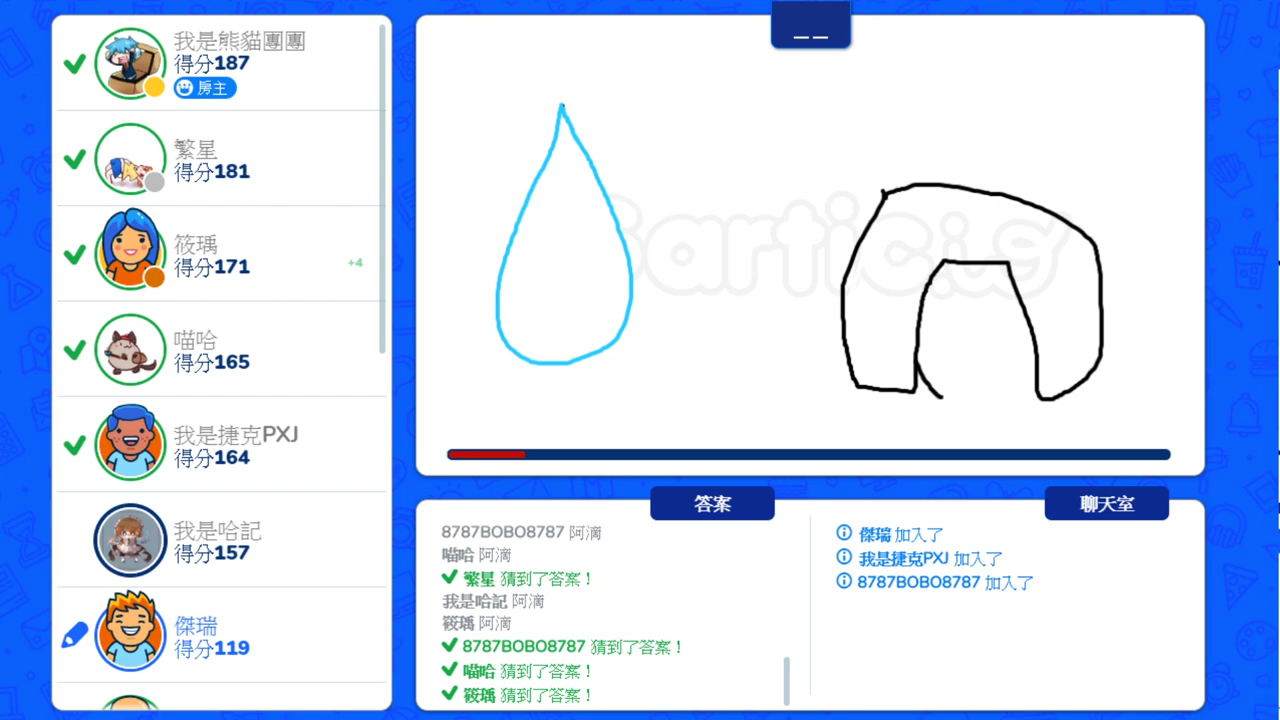 我是熊貓團團
得分187
房主
繁星
得分181
筱瑀
得分171
+4
喵哈
得分165
我是捷克PXJ
得分164
我是哈記
得分157
傑瑞
得分119
_ _
Gartic.io
答案
8787BOBO8787 阿滴
喵哈 阿滴
繁星 猜到了答案！
我是哈記 阿滴
筱瑀 阿滴
8787BOBO8787 猜到了答案！
喵哈 猜到了答案！
筱瑀 猜到了答案！
聊天室
傑瑞 加入了
我是捷克PXJ 加入了
8787BOBO8787 加入了